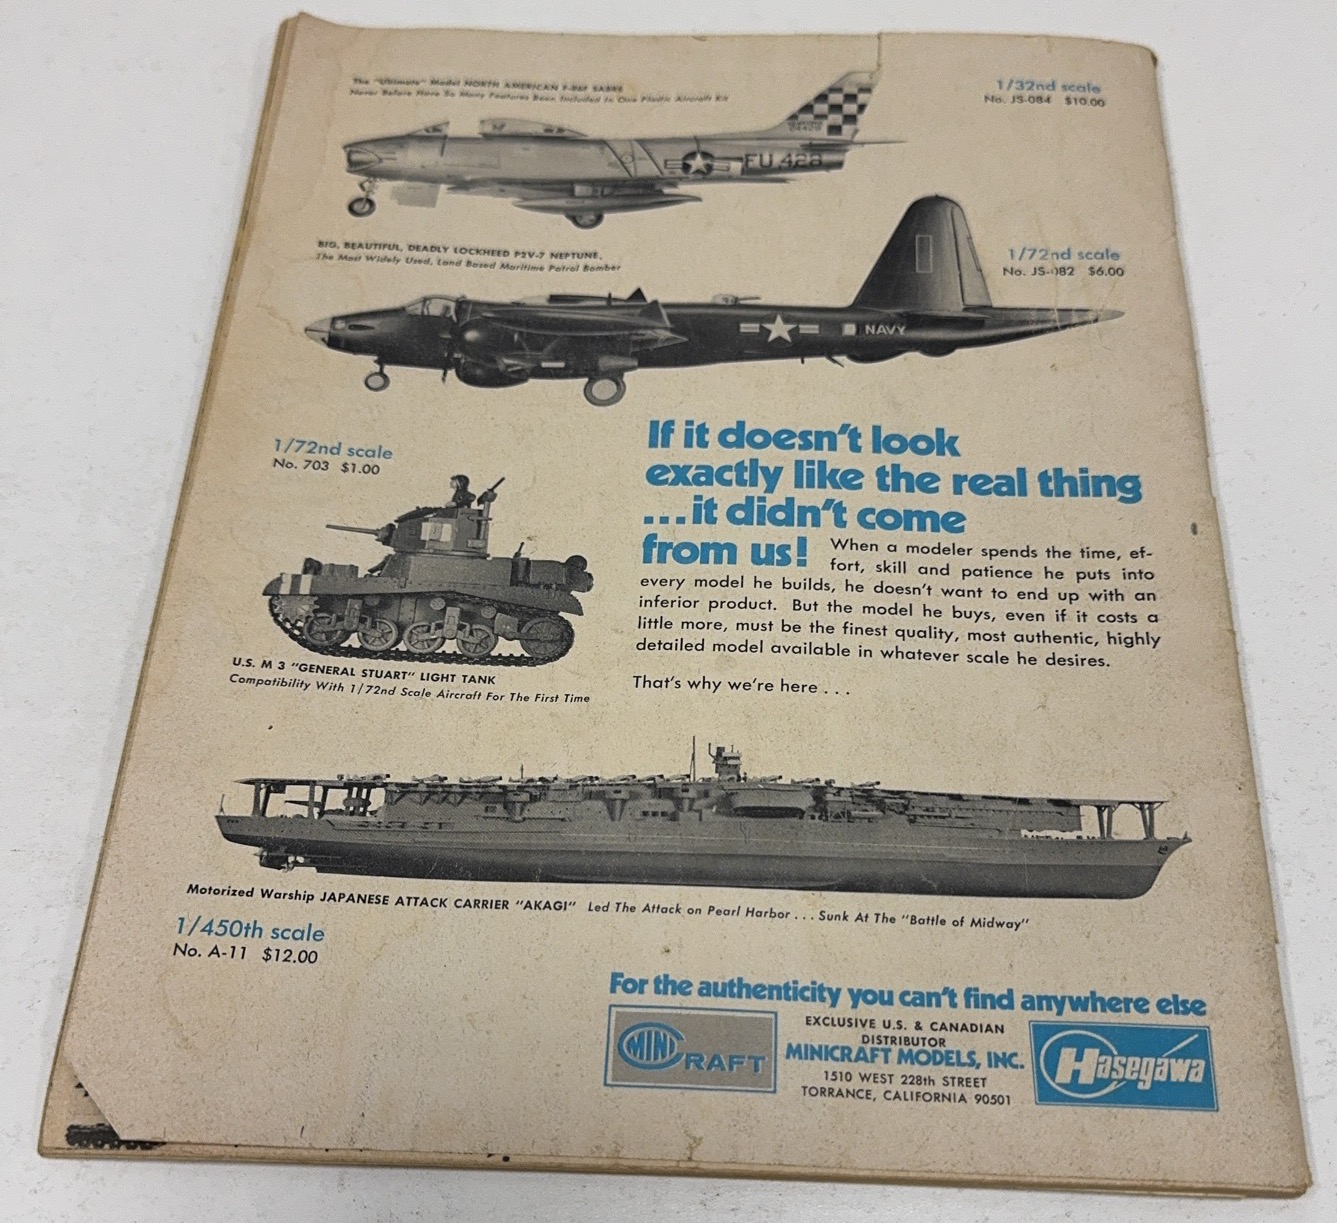 The "Ultimate" Model NORTH AMERICAN F-86F SABRE
Never Before Have So Many Features Been Included In One Plastic Aircraft Kit
1/32nd scale
No. JS-084 $10.00
FU-428
BIG, BEAUTIFUL, DEADLY LOCKHEED P2V-7 NEPTUNE,
The Most Widely Used, Land Based Maritime Patrol Bomber
1/72nd scale
No. JS-082 $6.00
NAVY
1/72nd scale
No. 703 $1.00
If it doesn't look
exactly like the real thing
...it didn't come
from us!
When a modeler spends the time, ef-
fort, skill and patience he puts into
every model he builds, he doesn't want to end up with an
inferior product. But the model he buys, even if it costs a
little more, must be the finest quality, most authentic, highly
detailed model available in whatever scale he desires.
That's why we're here . . .
U.S. M 3 "GENERAL STUART" LIGHT TANK
Compatibility With 1/72nd Scale Aircraft For The First Time
Motorized Warship JAPANESE ATTACK CARRIER "AKAGI" Led The Attack on Pearl Harbor . . . Sunk At The "Battle of Midway"
1/450th scale
No. A-11 $12.00
For the authenticity you can't find anywhere else
MINICRAFT
EXCLUSIVE U.S. & CANADIAN
DISTRIBUTOR
MINICRAFT MODELS, INC.
1510 WEST 228th STREET
TORRANCE, CALIFORNIA 90501
Hasegawa